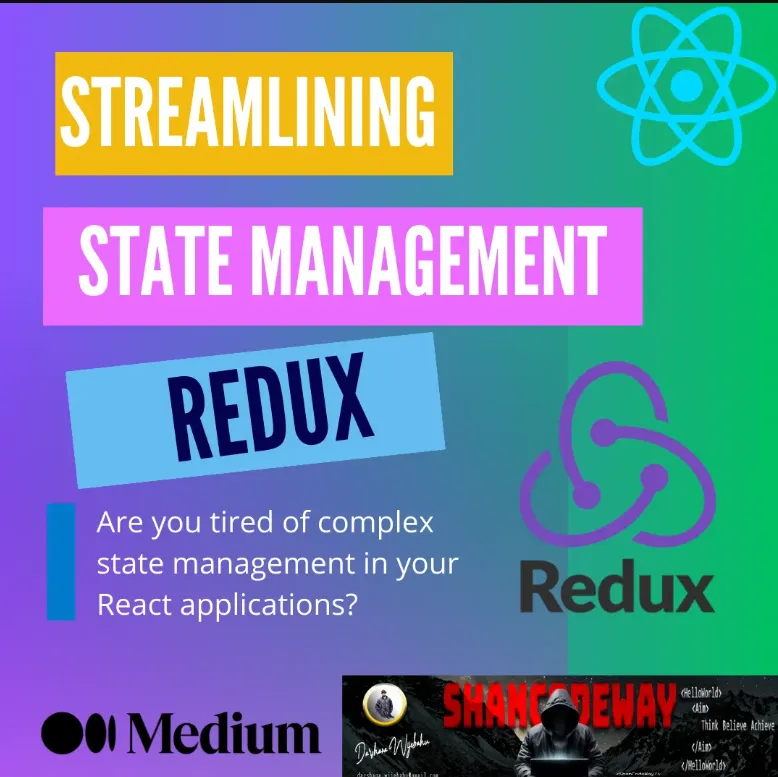 STREAMLINING
STATE MANAGEMENT
REDUX
Are you tired of complex
state management in your
React applications?
Redux
Medium
SHANCODEWAY
<HelloWorld>
<Aim>
Think Believe Achieve
</Aim>
</HelloWorld>